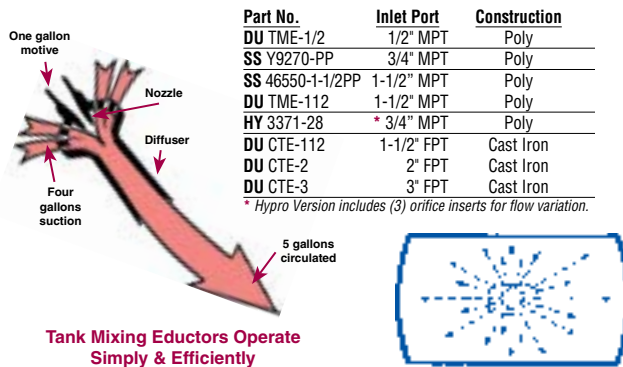 One gallon
motive
Nozzle
Diffuser
Four
gallons
suction
5 gallons
circulated
Tank Mixing Eductors Operate
Simply & Efficiently
Part No. Inlet Port Construction
DU TME-1/2 1/2" MPT Poly
SS Y9270-PP 3/4" MPT Poly
SS 46550-1-1/2PP 1-1/2” MPT Poly
DU TME-112 1-1/2" MPT Poly
HY 3371-28 * 3/4” MPT Poly
DU CTE-112 1-1/2" FPT Cast Iron
DU CTE-2 2" FPT Cast Iron
DU CTE-3 3" FPT Cast Iron
* Hypro Version includes (3) orifice inserts for flow variation.